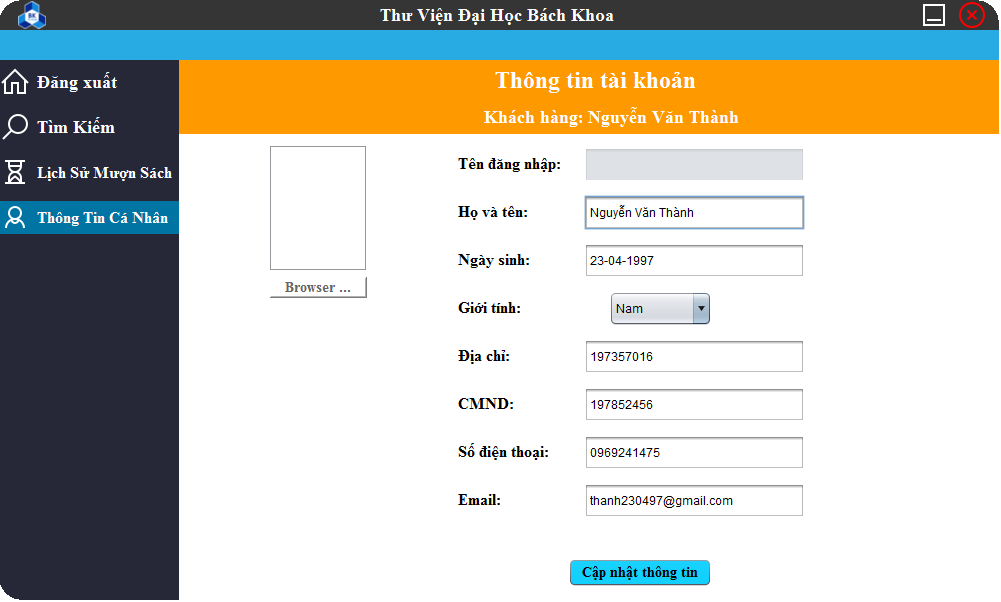 BK
Thư Viện Đại Học Bách Khoa
Đăng xuất
Tìm Kiếm
Lịch Sử Mượn Sách
Thông Tin Cá Nhân
Thông tin tài khoản
Khách hàng: Nguyễn Văn Thành
Browser ...
Tên đăng nhập:
Họ và tên: Nguyễn Văn Thành
Ngày sinh: 23-04-1997
Giới tính: Nam
Địa chỉ: 197357016
CMND: 197852456
Số điện thoại: 0969241475
Email: thanh230497@gmail.com
Cập nhật thông tin